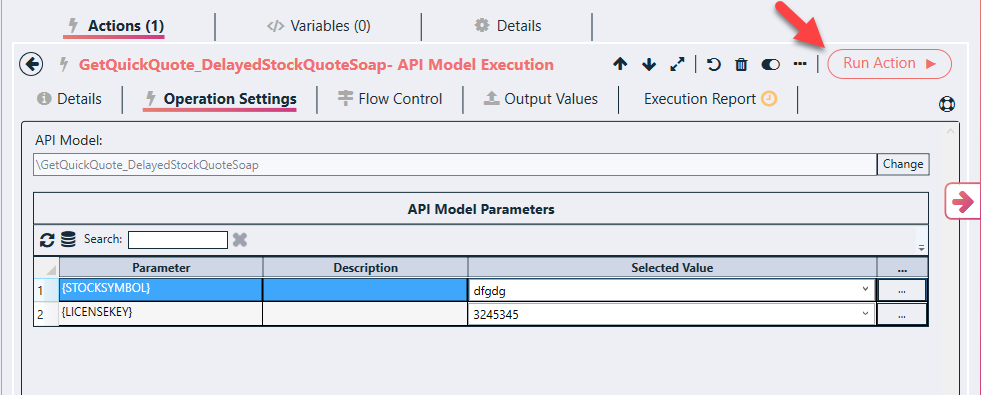 Actions (1)
Variables (0)
Details
GetQuickQuote_DelayedStockQuoteSoap- API Model Execution
Run Action
Details
Operation Settings
Flow Control
Output Values
Execution Report
API Model:
\GetQuickQuote_DelayedStockQuoteSoap
Change
API Model Parameters
Search:
Parameter Description Selected Value ...
1 {STOCKSYMBOL} dfgdg ...
2 {LICENSEKEY} 3245345 ...